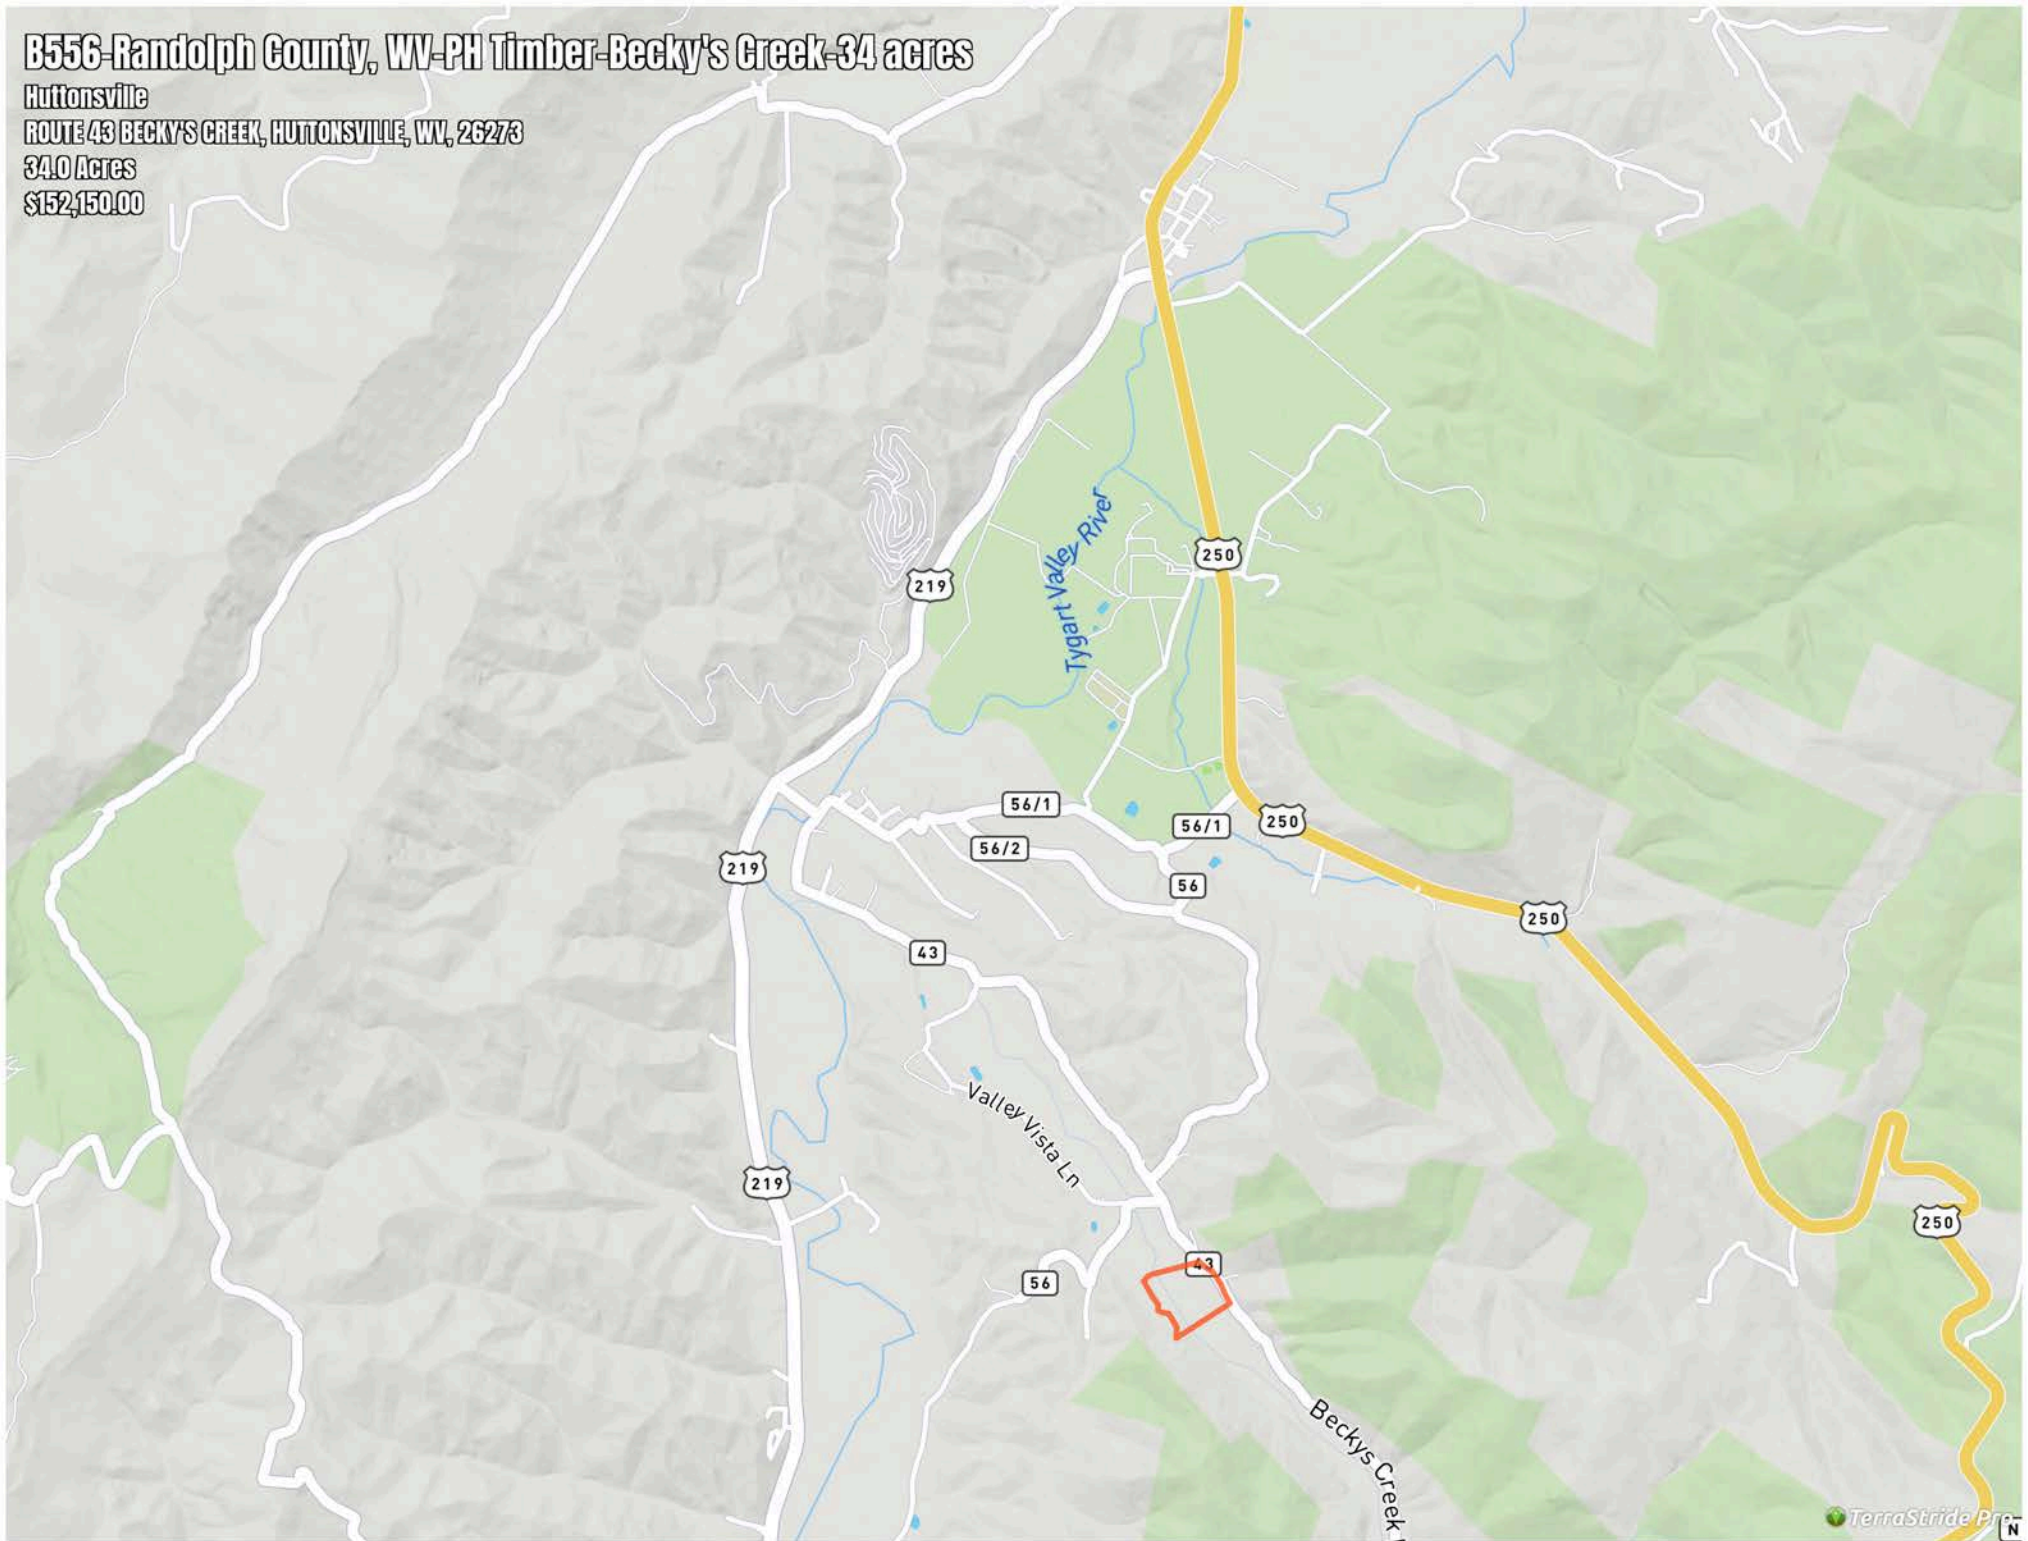 B556-Randolph County, WV-PH Timber-Becky's Creek-34 acres
Huttonsville
ROUTE 43 BECKY'S CREEK, HUTTONSVILLE, WV, 26273
34.0 Acres
$152,150.00
Tygart Valley River
250
219
56/1
56/1
250
56/2
219
56
250
43
Valley Vista Ln
219
250
43
56
Beckys Creek
TerraStride Pro
N